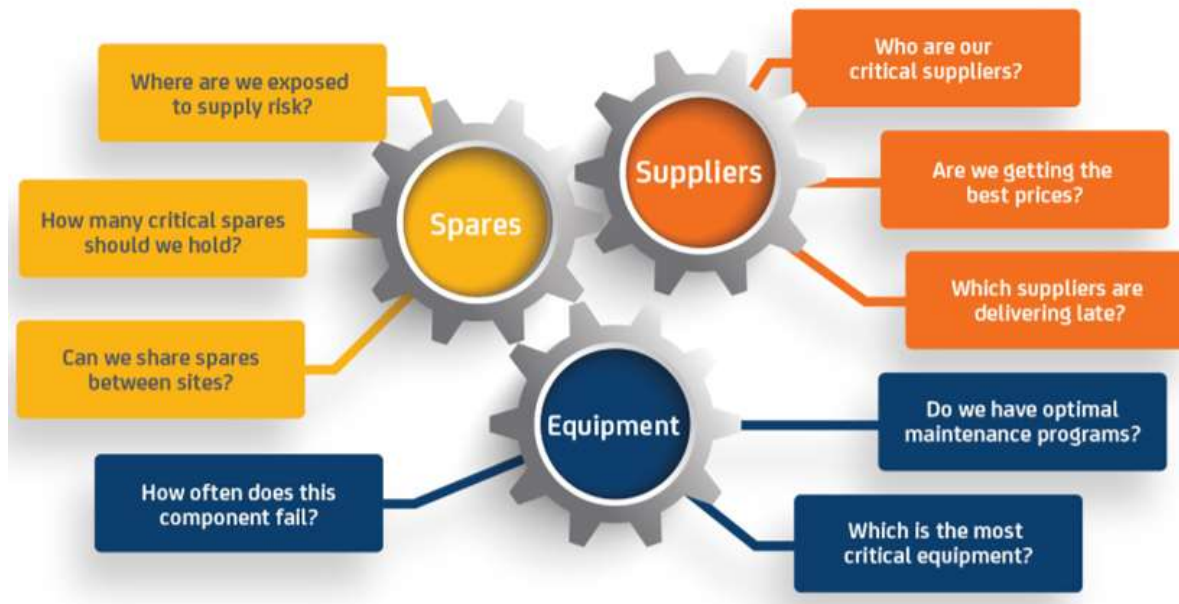 Where are we exposed
to supply risk?
How many critical spares
should we hold?
Can we share spares
between sites?
Spares
Suppliers
Who are our
critical suppliers?
Are we getting the
best prices?
Which suppliers are
delivering late?
Equipment
How often does this
component fail?
Do we have optimal
maintenance programs?
Which is the most
critical equipment?